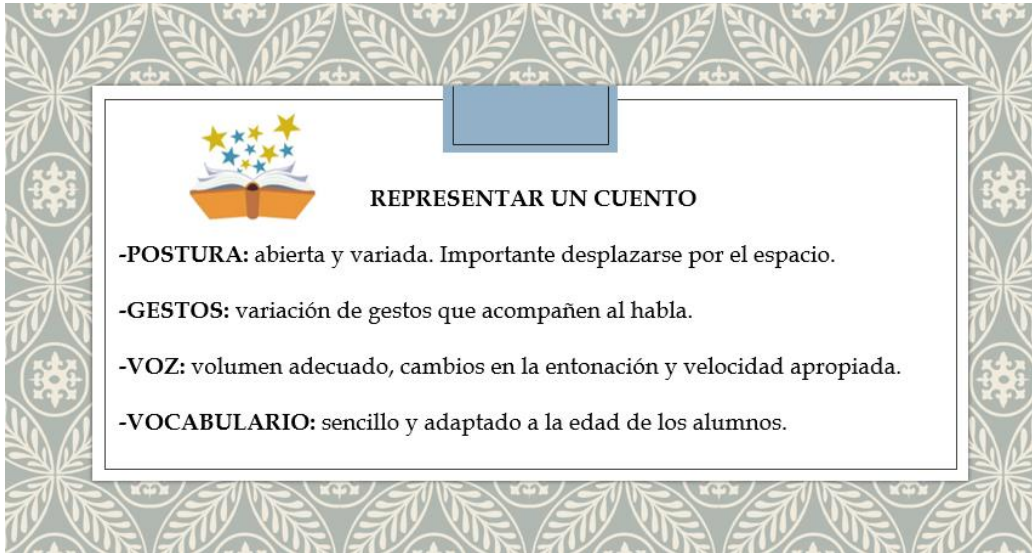 REPRESENTAR UN CUENTO
-POSTURA: abierta y variada. Importante desplazarse por el espacio.
-GESTOS: variación de gestos que acompañen al habla.
-VOZ: volumen adecuado, cambios en la entonación y velocidad apropiada.
-VOCABULARIO: sencillo y adaptado a la edad de los alumnos.